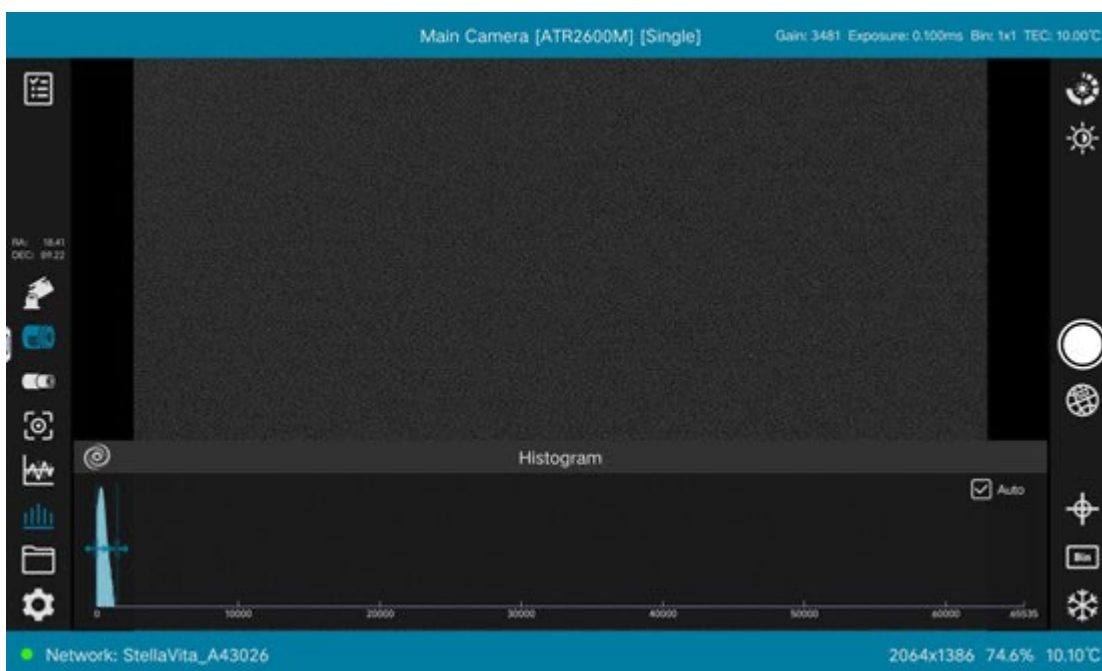 Main Camera [ATR2600M] [Single]
Gain: 3481 Exposure: 0.100ms Bin: 1x1 TEC: 10.00°C
RA: 18.41
DEC: 89.22
Histogram
Auto
0 10000 20000 30000 40000 50000 60000 65535
Bin
Network: StellaVita_A43026
2064x1386 74.6% 10.10°C